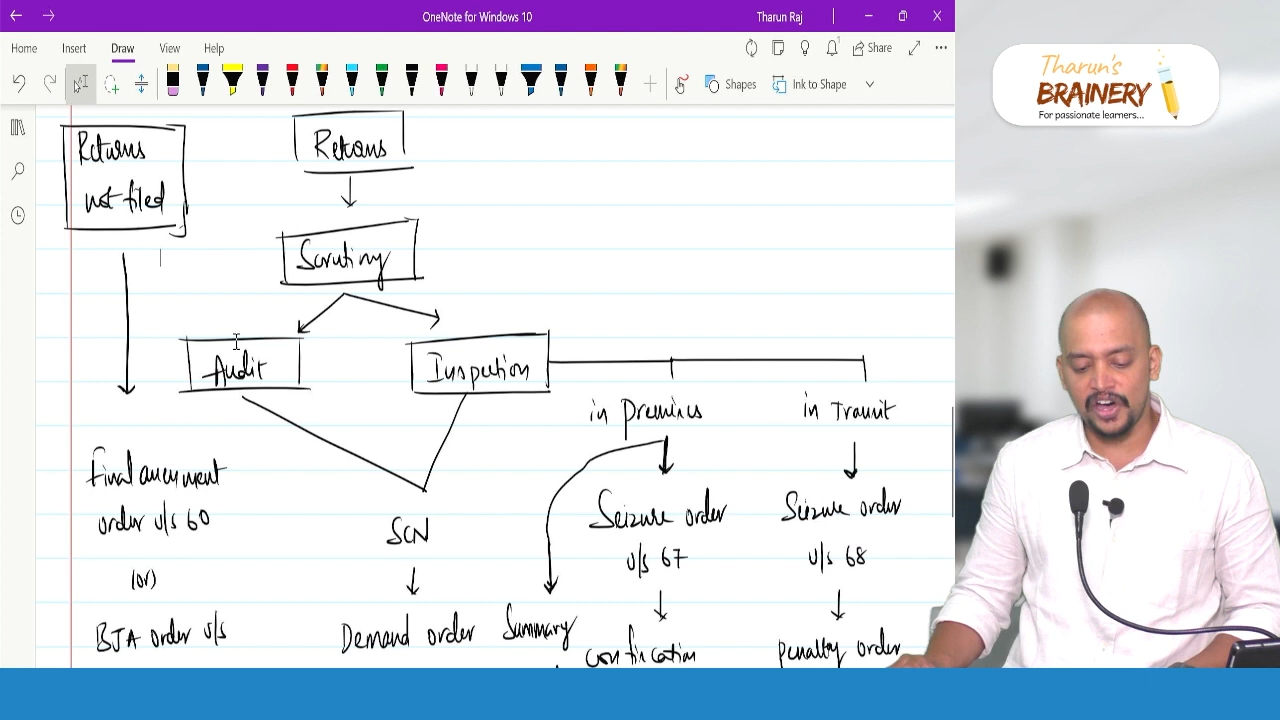 OneNote for Windows 10
Tharun Raj
Home Insert Draw View Help
Share
Shapes
Ink to Shape
Tharun's
BRAINERY
For passionate learners...
Returns
not filed
Returns
Scrutiny
Audit
Inspection
in Premises
in Transit
Final assessment
order u/s 60
(or)
BJA order u/s
SCN
Demand order
Summary
Seizure order
u/s 67
confiscation
Seizure order
u/s 68
penalty order